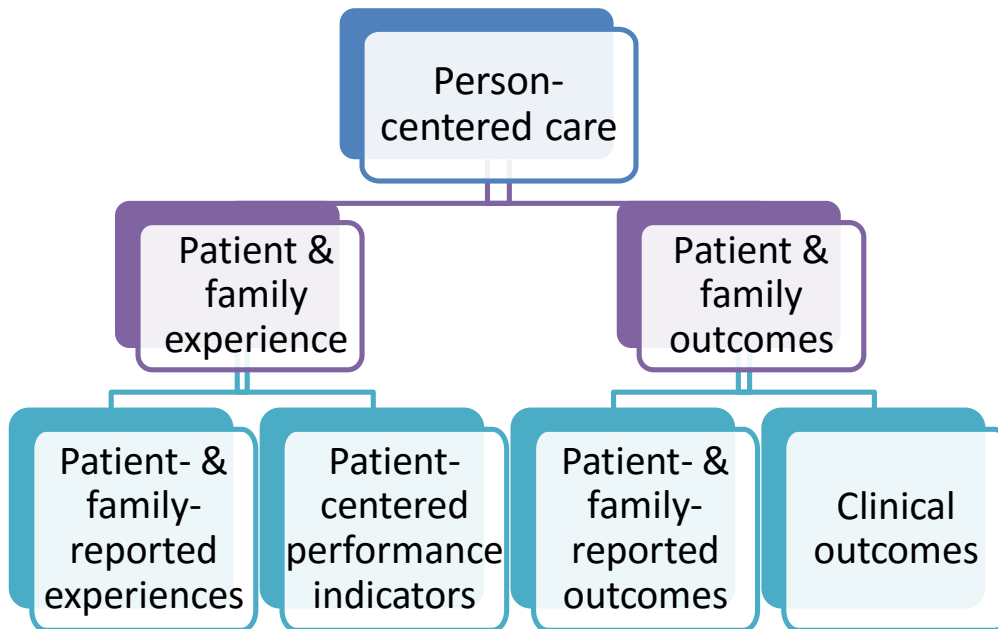 Person-
centered care
Patient &
family
experience
Patient &
family
outcomes
Patient- &
family-
reported
experiences
Patient-
centered
performance
indicators
Patient- &
family-
reported
outcomes
Clinical
outcomes